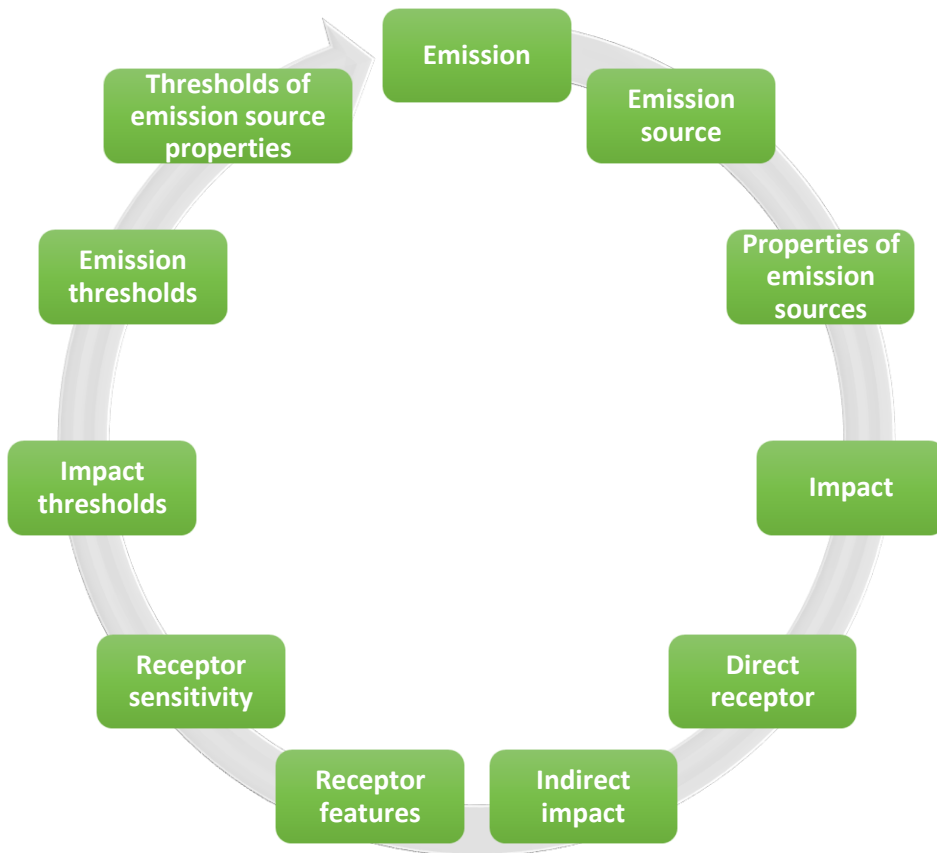 Emission
Emission
source
Properties of
emission
sources
Impact
Direct
receptor
Indirect
impact
Receptor
features
Receptor
sensitivity
Impact
thresholds
Emission
thresholds
Thresholds of
emission source
properties